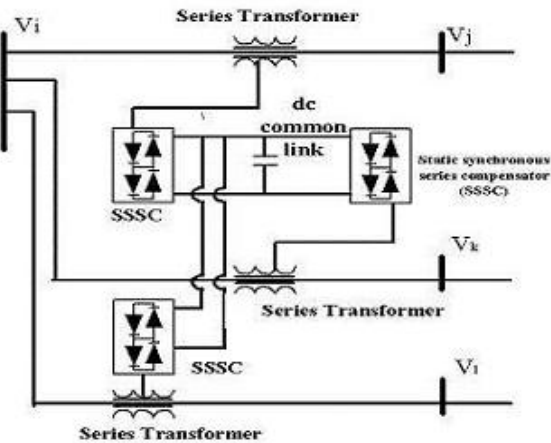 Vi
Series Transformer
Vj
dc
common
link
SSSC
Static synchronous
series compensator
(SSSC)
Vk
Series Transformer
SSSC
Vl
Series Transformer